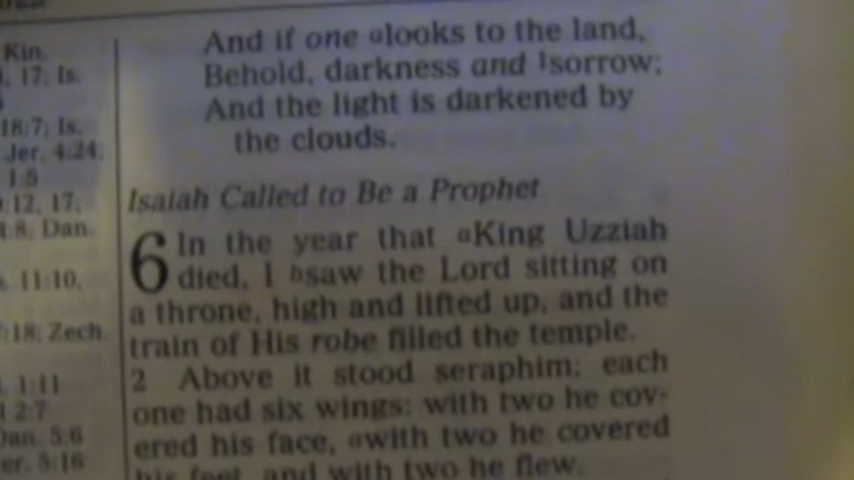 Kin.
17; Is.
18:7; Is.
Jer. 4:24;
1:5
:12, 17;
1:8; Dan.
11:10,
:18; Zech.
1:11
2:7
Dan. 5:6
er. 5:16
And if one alooks to the land,
Behold, darkness and 1sorrow;
And the light is darkened by
the clouds.
Isaiah Called to Be a Prophet
6 In the year that aKing Uzziah
died, I bsaw the Lord sitting on
a throne, high and lifted up, and the
train of His robe filled the temple.
2 Above it stood seraphim; each
one had six wings: with two he cov-
ered his face, awith two he covered
his feet, and with two he flew.